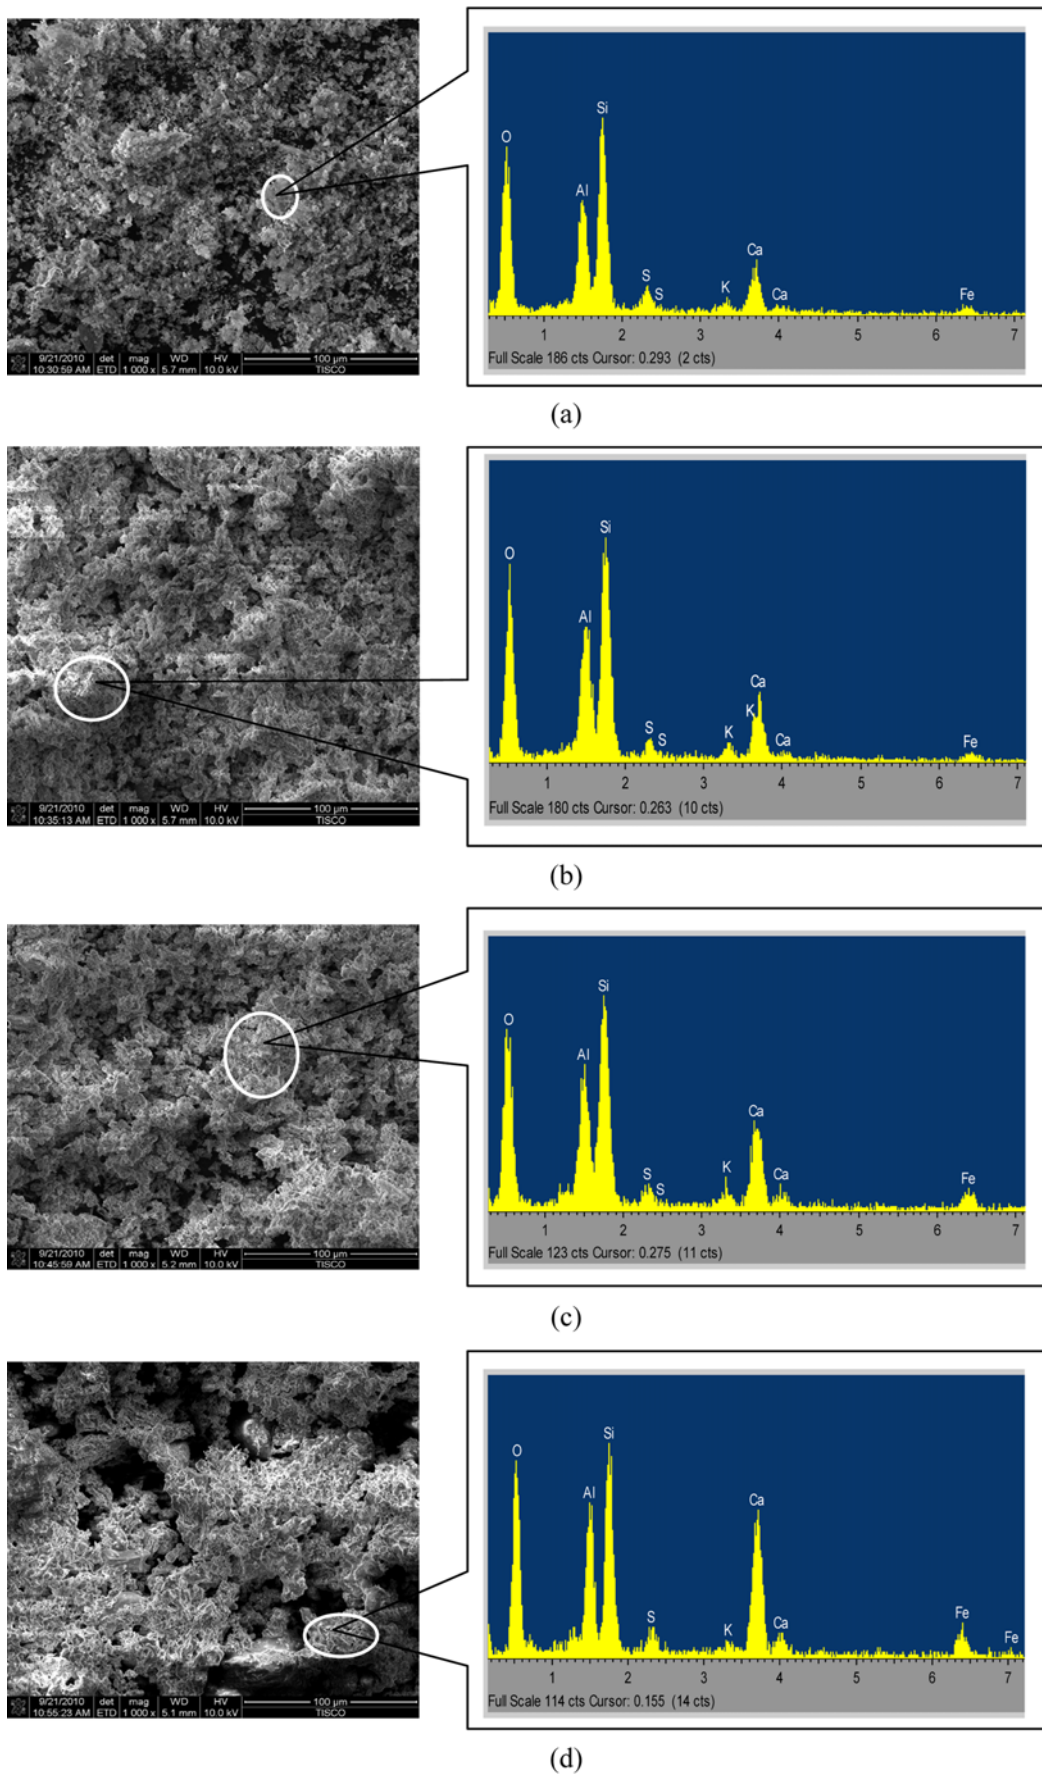 O Al Si S S K Ca Ca Fe
1 2 3 4 5 6 7
Full Scale 186 cts Cursor: 0.293 (2 cts)
9/21/2010 det mag WD HV 100 µm
10:30:59 AM ETD 1 000 x 5.7 mm 10.0 kV TISCO
(a)
O Al Si S S K K Ca Ca Fe
1 2 3 4 5 6 7
Full Scale 180 cts Cursor: 0.263 (10 cts)
9/21/2010 det mag WD HV 100 µm
10:35:13 AM ETD 1 000 x 5.7 mm 10.0 kV TISCO
(b)
O Al Si S S K Ca Ca Fe
1 2 3 4 5 6 7
Full Scale 123 cts Cursor: 0.275 (11 cts)
9/21/2010 det mag WD HV 100 µm
10:45:59 AM ETD 1 000 x 5.2 mm 10.0 kV TISCO
(c)
O Al Si S K Ca Ca Fe Fe
1 2 3 4 5 6 7
Full Scale 114 cts Cursor: 0.155 (14 cts)
9/21/2010 det mag WD HV 100 µm
10:55:23 AM ETD 1 000 x 5.1 mm 10.0 kV TISCO
(d)